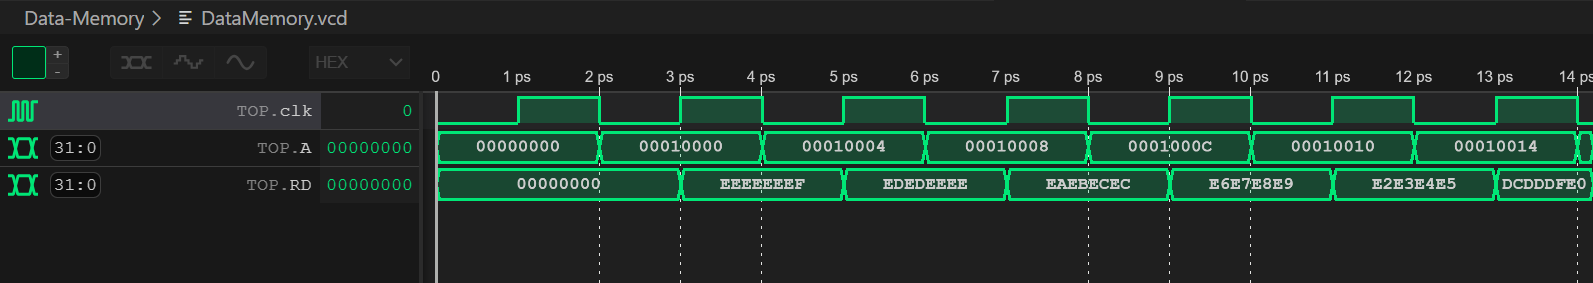 Data-Memory > DataMemory.vcd
+
-
HEX
0 1 ps 2 ps 3 ps 4 ps 5 ps 6 ps 7 ps 8 ps 9 ps 10 ps 11 ps 12 ps 13 ps 14 ps
TOP.clk 0
31:0 TOP.A 00000000 00000000 00010000 00010004 00010008 0001000C 00010010 00010014
31:0 TOP.RD 00000000 00000000 EEEEEEEF EDEDEEEE EAEBECEC E6E7E8E9 E2E3E4E5 DCDDDFE0